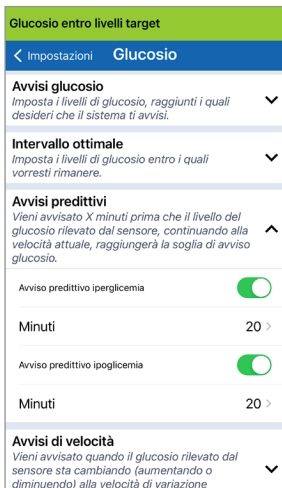 Glucosio entro livelli target
Impostazioni Glucosio
Avvisi glucosio
Imposta i livelli di glucosio, raggiunti i quali
desideri che il sistema ti avvisi.
Intervallo ottimale
Imposta i livelli di glucosio entro i quali
vorresti rimanere.
Avvisi predittivi
Vieni avvisato X minuti prima che il livello del
glucosio rilevato dal sensore, continuando alla
velocità attuale, raggiungerà la soglia di avviso
glucosio.
Avviso predittivo iperglicemia
Minuti 20
Avviso predittivo ipoglicemia
Minuti 20
Avvisi di velocità
Vieni avvisato quando il glucosio rilevato dal
sensore sta cambiando (aumentando o
diminuendo) alla velocità di variazione